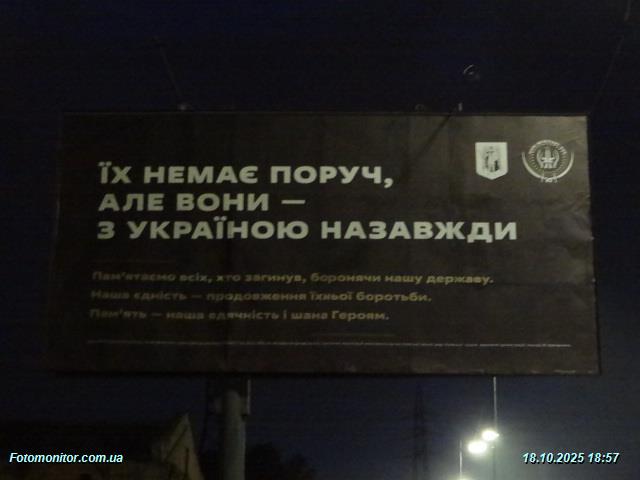 ЇХ НЕМАЄ ПОРУЧ,
АЛЕ ВОНИ —
З УКРАЇНОЮ НАЗАВЖДИ
Пам'ятаємо всіх, хто загинув, боронячи нашу державу.
Наша єдність — продовження їхньої боротьби.
Пам'ять — наша вдячність і шана Героям.
Fotomonitor.com.ua
18.10.2025 18:57